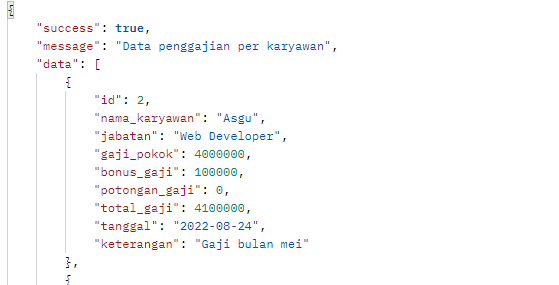 {
"success": true,
"message": "Data penggajian per karyawan",
"data": [
{
"id": 2,
"nama_karyawan": "Asgu",
"jabatan": "Web Developer",
"gaji_pokok": 4000000,
"bonus_gaji": 100000,
"potongan_gaji": 0,
"total_gaji": 4100000,
"tanggal": "2022-08-24",
"keterangan": "Gaji bulan mei"
},
{